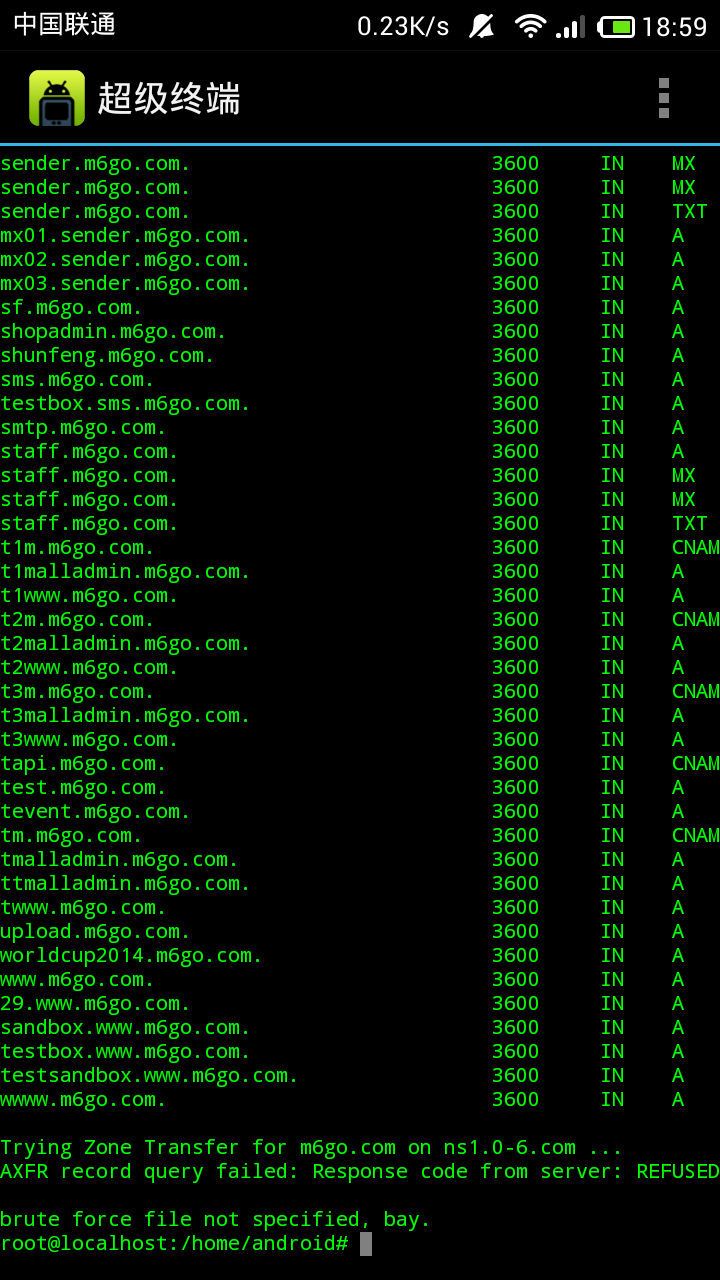 中国联通 0.23K/s 18:59
超级终端
sender.m6go.com. 3600 IN MX
sender.m6go.com. 3600 IN MX
sender.m6go.com. 3600 IN TXT
mx01.sender.m6go.com. 3600 IN A
mx02.sender.m6go.com. 3600 IN A
mx03.sender.m6go.com. 3600 IN A
sf.m6go.com. 3600 IN A
shopadmin.m6go.com. 3600 IN A
shunfeng.m6go.com. 3600 IN A
sms.m6go.com. 3600 IN A
testbox.sms.m6go.com. 3600 IN A
smtp.m6go.com. 3600 IN A
staff.m6go.com. 3600 IN A
staff.m6go.com. 3600 IN MX
staff.m6go.com. 3600 IN MX
staff.m6go.com. 3600 IN TXT
t1m.m6go.com. 3600 IN CNAM
t1malladmin.m6go.com. 3600 IN A
t1www.m6go.com. 3600 IN A
t2m.m6go.com. 3600 IN CNAM
t2malladmin.m6go.com. 3600 IN A
t2www.m6go.com. 3600 IN A
t3m.m6go.com. 3600 IN CNAM
t3malladmin.m6go.com. 3600 IN A
t3www.m6go.com. 3600 IN A
tapi.m6go.com. 3600 IN CNAM
test.m6go.com. 3600 IN A
tevent.m6go.com. 3600 IN A
tm.m6go.com. 3600 IN CNAM
tmalladmin.m6go.com. 3600 IN A
ttmalladmin.m6go.com. 3600 IN A
twww.m6go.com. 3600 IN A
upload.m6go.com. 3600 IN A
worldcup2014.m6go.com. 3600 IN A
www.m6go.com. 3600 IN A
29.www.m6go.com. 3600 IN A
sandbox.www.m6go.com. 3600 IN A
testbox.www.m6go.com. 3600 IN A
testsandbox.www.m6go.com. 3600 IN A
wwww.m6go.com. 3600 IN A
Trying Zone Transfer for m6go.com on ns1.0-6.com ...
AXFR record query failed: Response code from server: REFUSED
brute force file not specified, bay.
root@localhost:/home/android#